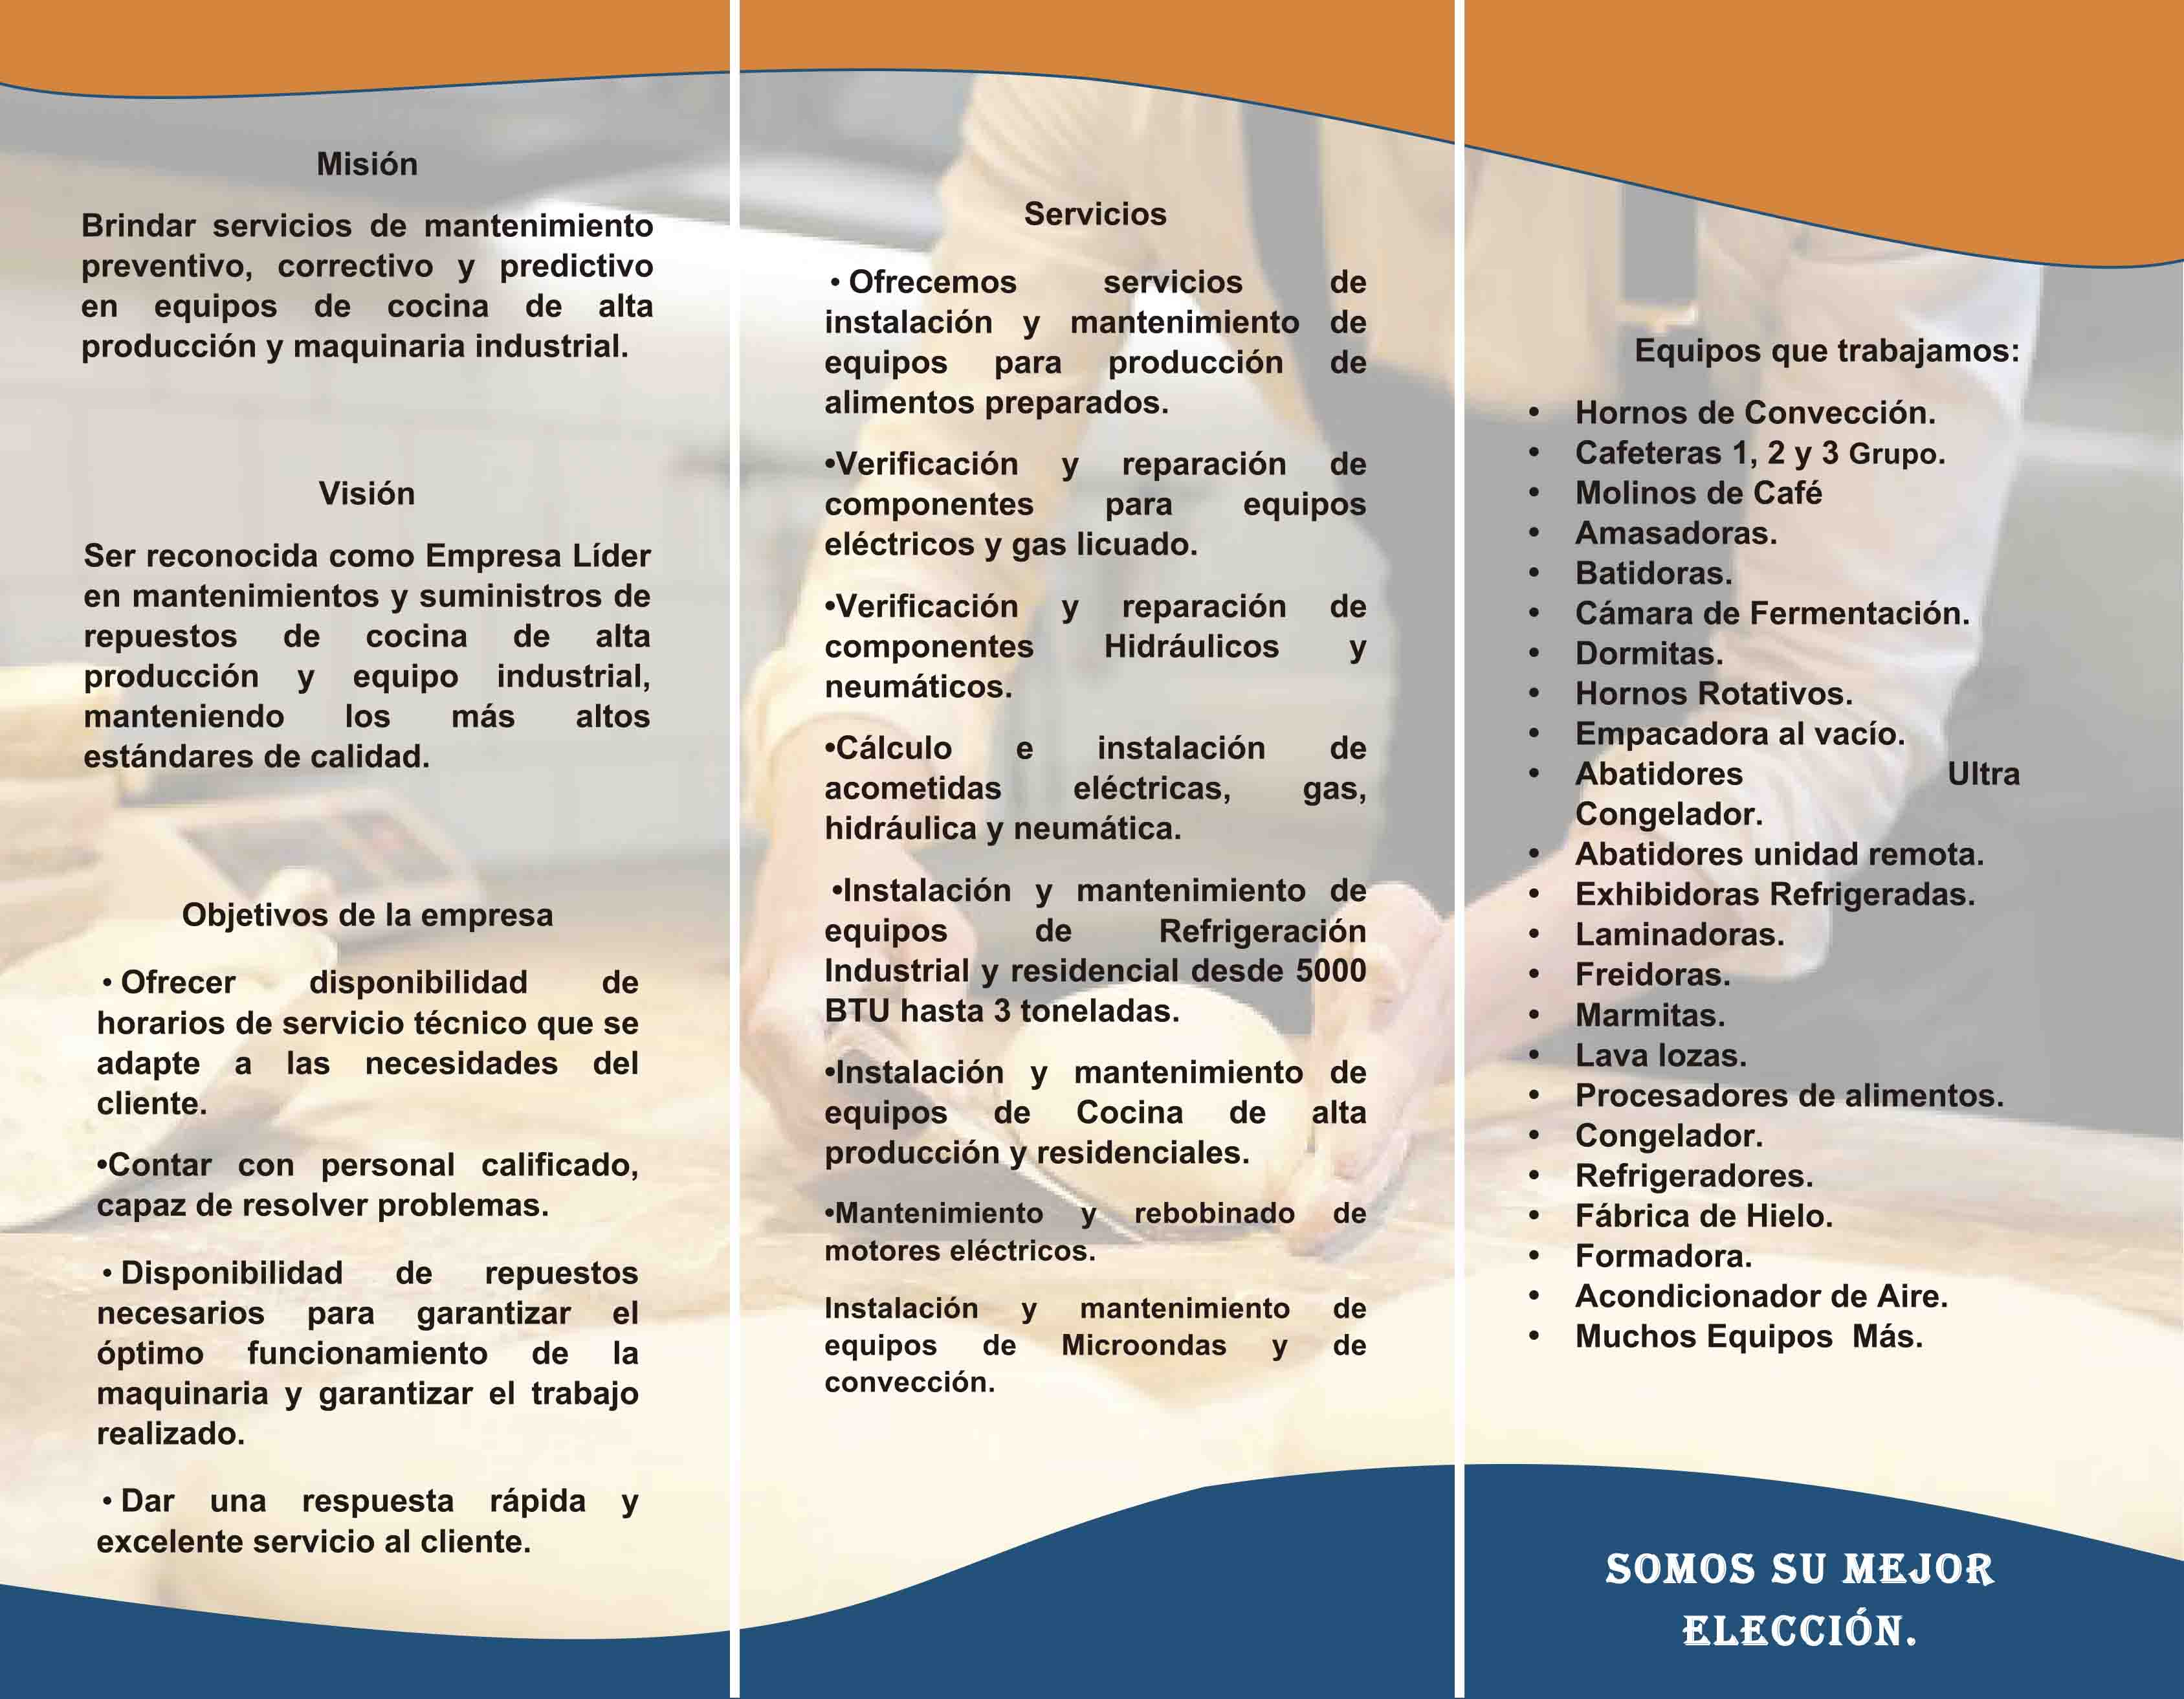 Misión
Brindar servicios de mantenimiento
preventivo, correctivo y predictivo
en equipos de cocina de alta
producción y maquinaria industrial.
Visión
Ser reconocida como Empresa Líder
en mantenimientos y suministros de
repuestos de cocina de alta
producción y equipo industrial,
manteniendo los más altos
estándares de calidad.
Objetivos de la empresa
• Ofrecer disponibilidad de
horarios de servicio técnico que se
adapte a las necesidades del
cliente.
•Contar con personal calificado,
capaz de resolver problemas.
• Disponibilidad de repuestos
necesarios para garantizar el
óptimo funcionamiento de la
maquinaria y garantizar el trabajo
realizado.
• Dar una respuesta rápida y
excelente servicio al cliente.
Servicios
• Ofrecemos servicios de
instalación y mantenimiento de
equipos para producción de
alimentos preparados.
•Verificación y reparación de
componentes para equipos
eléctricos y gas licuado.
•Verificación y reparación de
componentes Hidráulicos y
neumáticos.
•Cálculo e instalación de
acometidas eléctricas, gas,
hidráulica y neumática.
•Instalación y mantenimiento de
equipos de Refrigeración
Industrial y residencial desde 5000
BTU hasta 3 toneladas.
•Instalación y mantenimiento de
equipos de Cocina de alta
producción y residenciales.
•Mantenimiento y rebobinado de
motores eléctricos.
Instalación y mantenimiento de
equipos de Microondas y de
convección.
Equipos que trabajamos:
• Hornos de Convección.
• Cafeteras 1, 2 y 3 Grupo.
• Molinos de Café
• Amasadoras.
• Batidoras.
• Cámara de Fermentación.
• Dormitas.
• Hornos Rotativos.
• Empacadora al vacío.
• Abatidores Ultra
Congelador.
• Abatidores unidad remota.
• Exhibidoras Refrigeradas.
• Laminadoras.
• Freidoras.
• Marmitas.
• Lava lozas.
• Procesadores de alimentos.
• Congelador.
• Refrigeradores.
• Fábrica de Hielo.
• Formadora.
• Acondicionador de Aire.
• Muchos Equipos Más.
SOMOS SU MEJOR
ELECCIÓN.